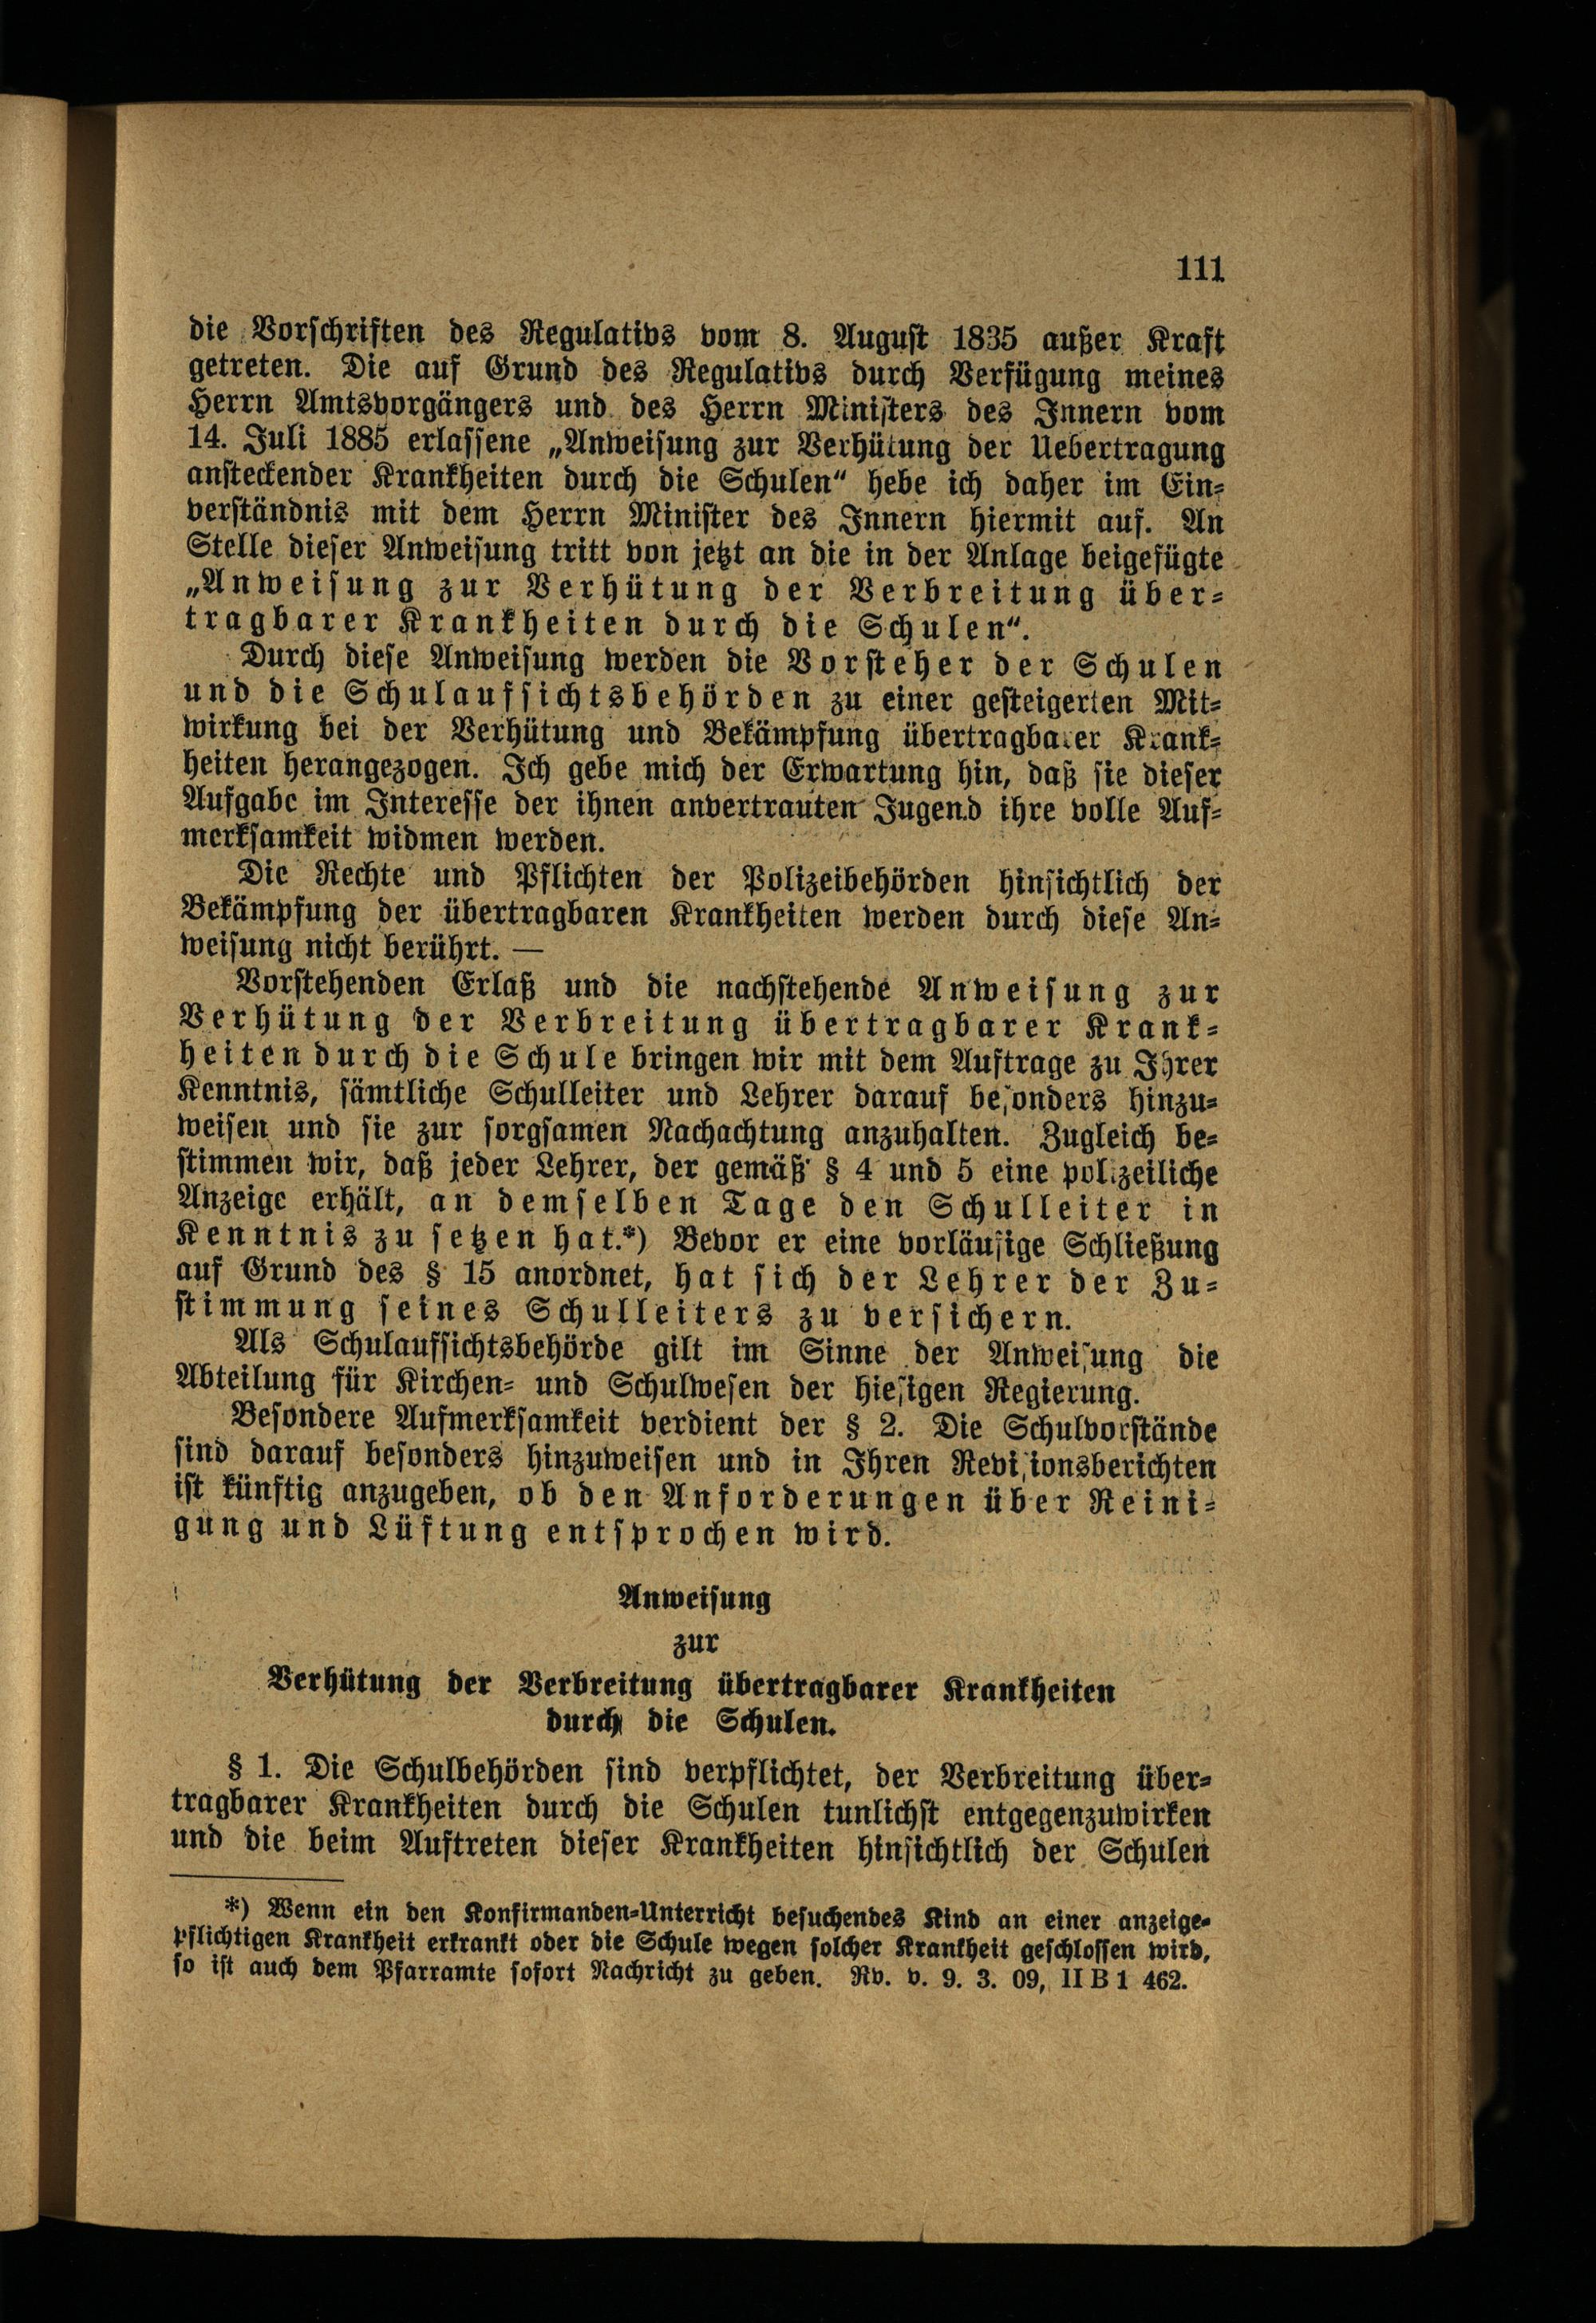 111
die Vorschriften des Regulativs vom 8. August 1835 außer Kraft
getreten. Die auf Grund des Regulativs durch Verfügung meines
Herrn Amtsvorgängers und des Herrn Ministers des Innern vom
14. Juli 1885 erlassene „Anweisung zur Verhütung der Uebertragung
ansteckender Krankheiten durch die Schulen“ hebe ich daher im Ein-
verständnis mit dem Herrn Minister des Innern hiermit auf. An
Stelle dieser Anweisung tritt von jetzt an die in der Anlage beigefügte
„Anweisung zur Verhütung der Verbreitung über-
tragbarer Krankheiten durch die Schulen“.
Durch diese Anweisung werden die Vorsteher der Schulen
und die Schulaufsichtsbehörden zu einer gesteigerten Mit-
wirkung bei der Verhütung und Bekämpfung übertragbarer Krank-
heiten herangezogen. Ich gebe mich der Erwartung hin, daß sie dieser
Aufgabe im Interesse der ihnen anvertrauten Jugend ihre volle Auf-
merksamkeit widmen werden.
Die Rechte und Pflichten der Polizeibehörden hinsichtlich der
Bekämpfung der übertragbaren Krankheiten werden durch diese An-
weisung nicht berührt. —
Vorstehenden Erlaß und die nachstehende Anweisung zur
Verhütung der Verbreitung übertragbarer Krank-
heiten durch die Schule bringen wir mit dem Auftrage zu Ihrer
Kenntnis, sämtliche Schulleiter und Lehrer darauf besonders hinzu-
weisen und sie zur sorgsamen Nachachtung anzuhalten. Zugleich be-
stimmen wir, daß jeder Lehrer, der gemäß § 4 und 5 eine polizeiliche
Anzeige erhält, an demselben Tage den Schulleiter in
Kenntnis zu setzen hat.*) Bevor er eine vorläufige Schließung
auf Grund des § 15 anordnet, hat sich der Lehrer der Zu-
stimmung seines Schulleiters zu versichern.
Als Schulaufsichtsbehörde gilt im Sinne der Anweisung die
Abteilung für Kirchen- und Schulwesen der hiesigen Regierung.
Besondere Aufmerksamkeit verdient der § 2. Die Schulvorstände
sind darauf besonders hinzuweisen und in Ihren Revisionsberichten
ist künftig anzugeben, ob den Anforderungen über Reini-
gung und Lüftung entsprochen wird.
Anweisung
zur
Verhütung der Verbreitung übertragbarer Krankheiten
durch die Schulen.
§ 1. Die Schulbehörden sind verpflichtet, der Verbreitung über-
tragbarer Krankheiten durch die Schulen tunlichst entgegenzuwirken
und die beim Auftreten dieser Krankheiten hinsichtlich der Schulen
*) Wenn ein den Konfirmanden-Unterricht besuchendes Kind an einer anzeige-
pflichtigen Krankheit erkrankt oder die Schule wegen solcher Krankheit geschlossen wird,
so ist auch dem Pfarramte sofort Nachricht zu geben. Rv. v. 9. 3. 09, II B 1 462.